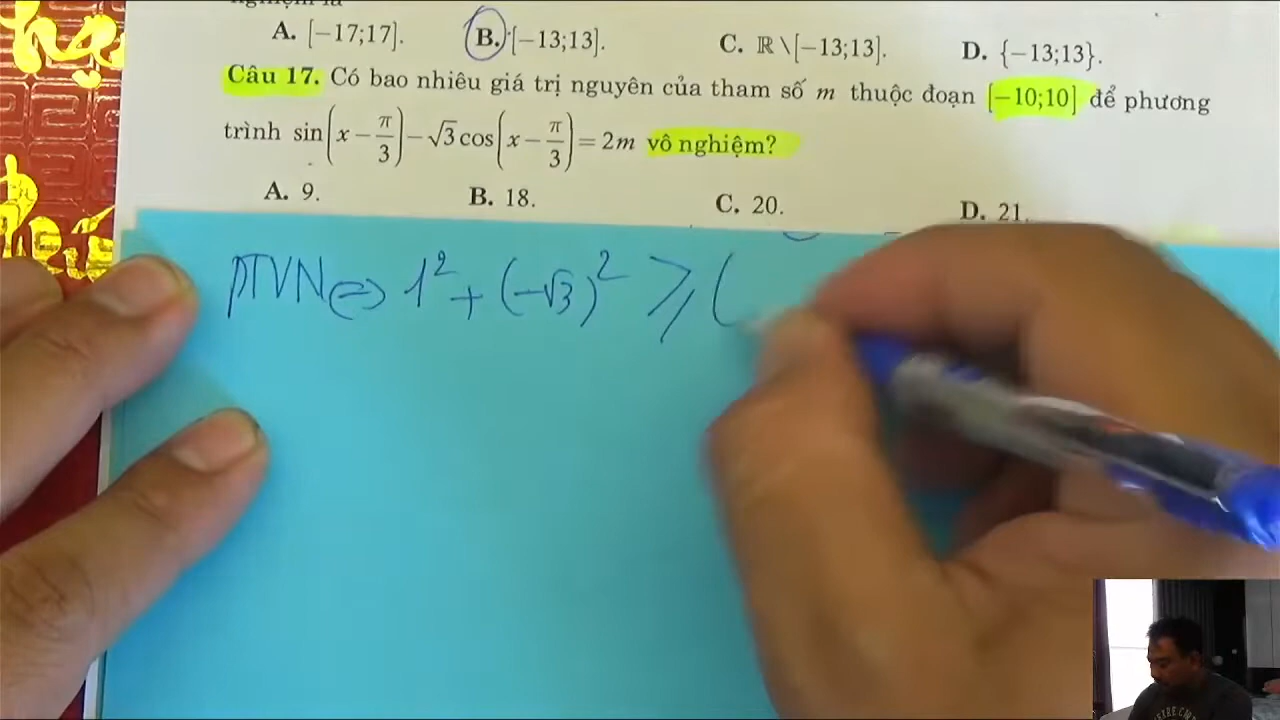 A. [−17;17]. B. [−13;13]. C. ℝ\[−13;13]. D. {−13;13}.
Câu 17. Có bao nhiêu giá trị nguyên của tham số m thuộc đoạn [−10;10] để phương
trình sin(x − π/3) − √3 cos(x − π/3) = 2m vô nghiệm?
A. 9. B. 18. C. 20. D. 21.
PTVN ⇔ 1² + (−√3)² ⩾ (